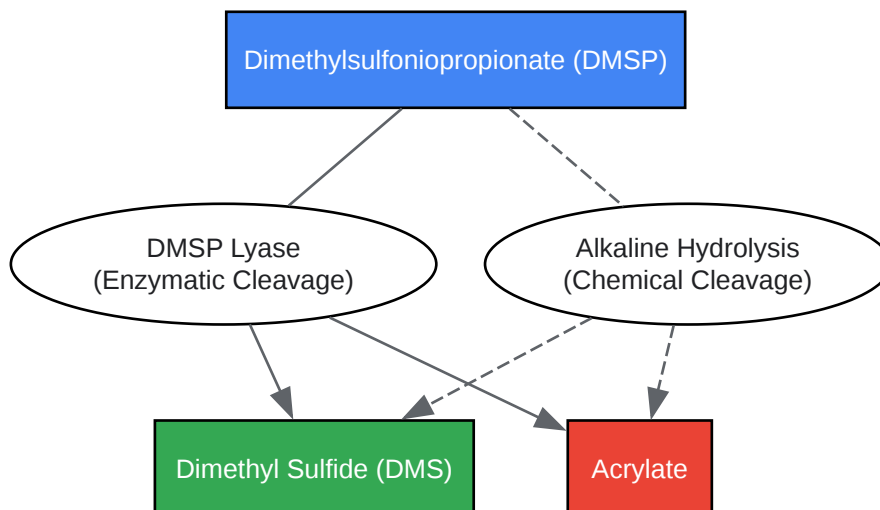 Dimethylsulfoniopropionate (DMSP)
DMSP Lyase
(Enzymatic Cleavage)
Alkaline Hydrolysis
(Chemical Cleavage)
Dimethyl Sulfide (DMS)
Acrylate